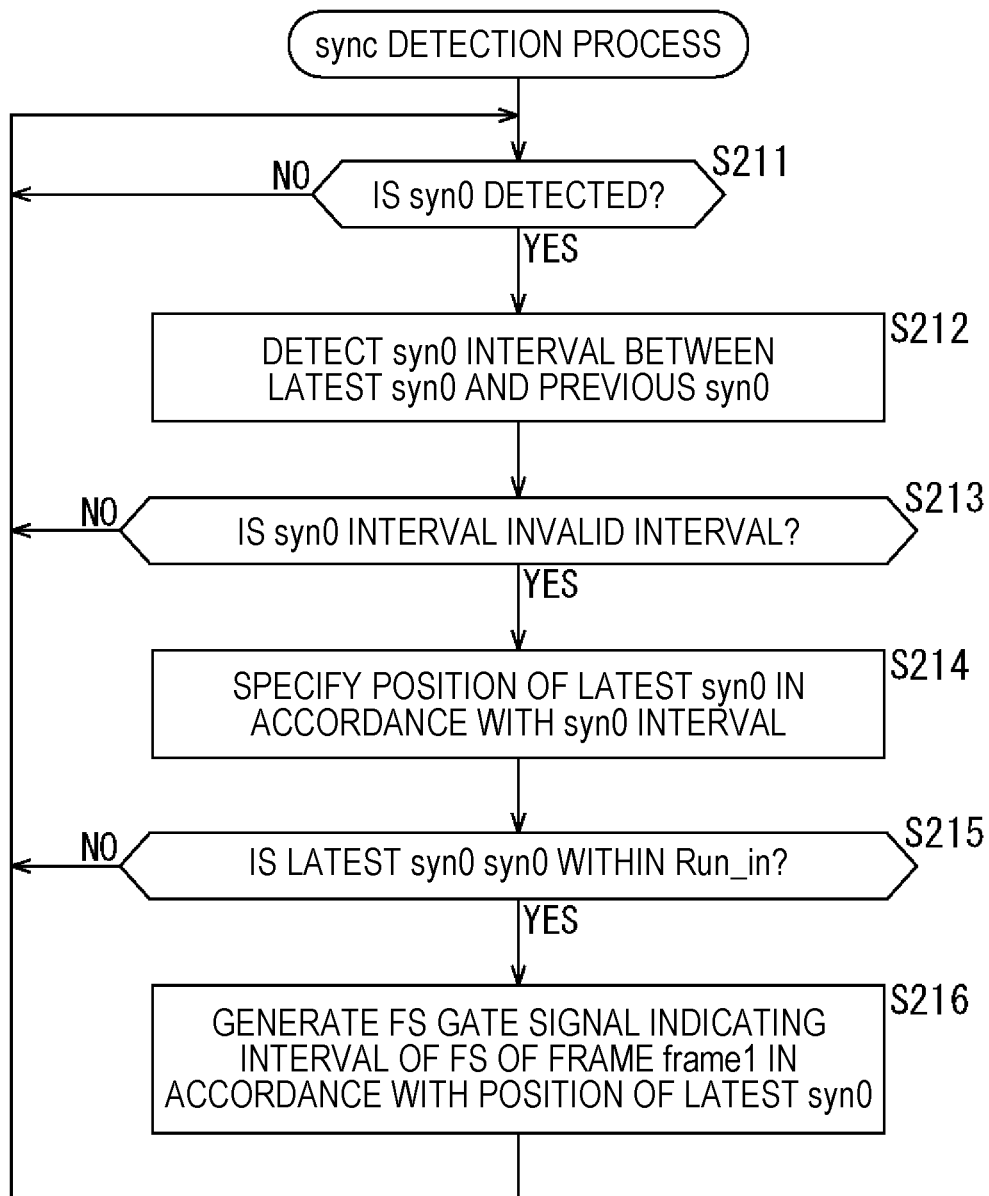 sync DETECTION PROCESS
S211
NO
IS syn0 DETECTED?
YES
S212
DETECT syn0 INTERVAL BETWEEN
LATEST syn0 AND PREVIOUS syn0
S213
NO
IS syn0 INTERVAL INVALID INTERVAL?
YES
S214
SPECIFY POSITION OF LATEST syn0 IN
ACCORDANCE WITH syn0 INTERVAL
S215
NO
IS LATEST syn0 syn0 WITHIN Run_in?
YES
S216
GENERATE FS GATE SIGNAL INDICATING
INTERVAL OF FS OF FRAME frame1 IN
ACCORDANCE WITH POSITION OF LATEST syn0